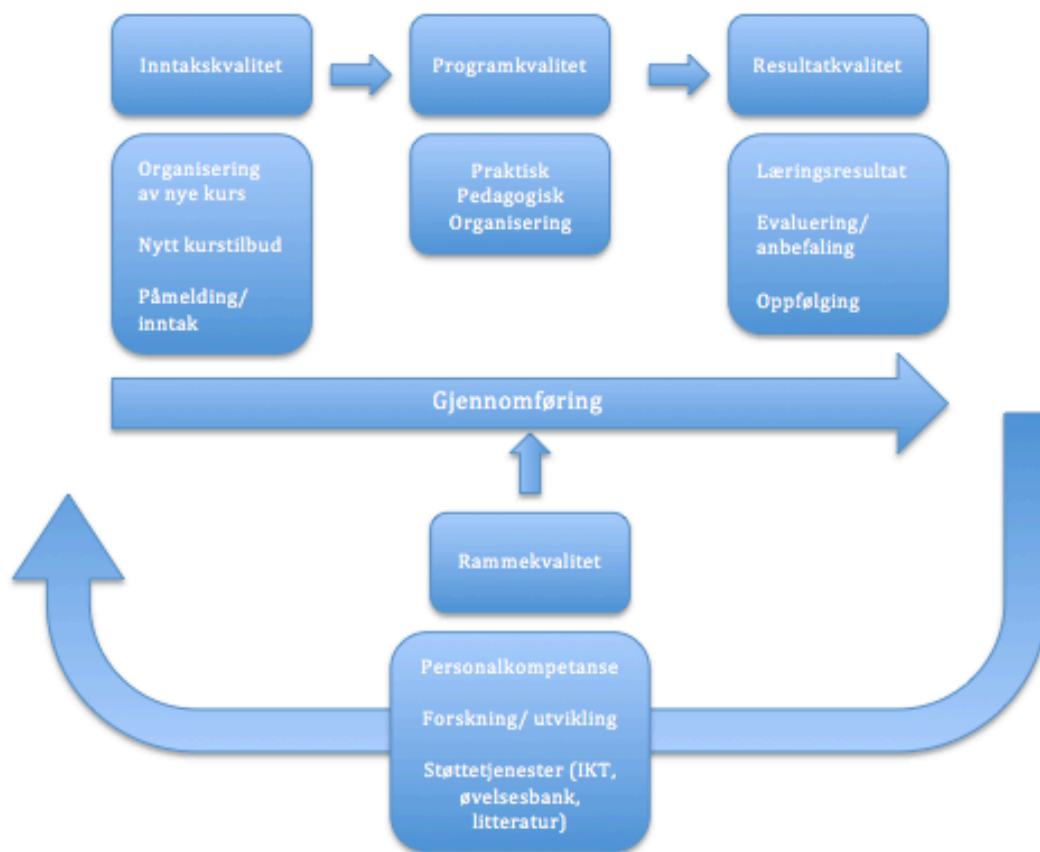 Inntakskvalitet
Programkvalitet
Resultatkvalitet
Organisering
av nye kurs
Nytt kurstilbud
Påmelding/
inntak
Praktisk
Pedagogisk
Organisering
Læringsresultat
Evaluering/
anbefaling
Oppfølging
Gjennomføring
Rammekvalitet
Personalkompetanse
Forskning/ utvikling
Støttetjenester (IKT,
øvelsesbank,
litteratur)